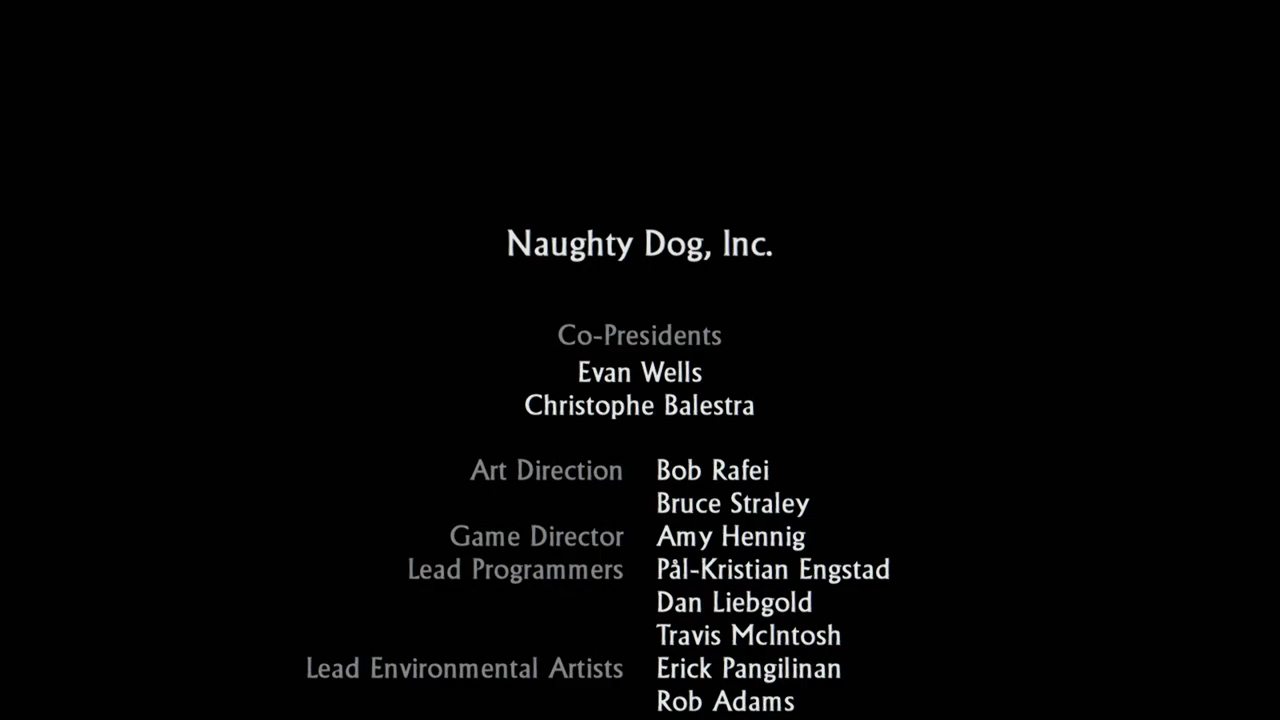 Naughty Dog, Inc.
Co-Presidents
Evan Wells
Christophe Balestra
Art Direction Bob Rafei
Bruce Straley
Game Director Amy Hennig
Lead Programmers Pål-Kristian Engstad
Dan Liebgold
Travis McIntosh
Lead Environmental Artists Erick Pangilinan
Rob Adams